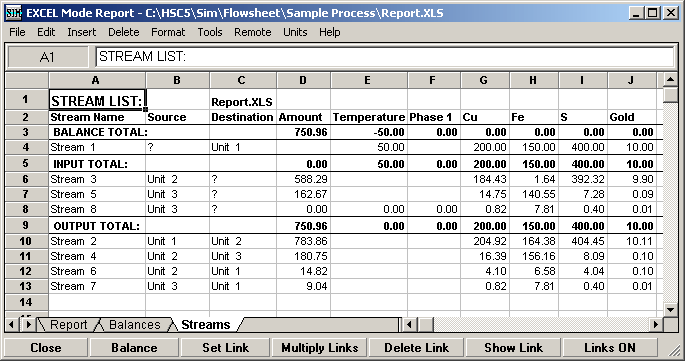 SIM EXCEL Mode Report - C:\HSC5\Sim\Flowsheet\Sample Process\Report.XLS
File Edit Insert Delete Format Tools Remote Units Help
A1 STREAM LIST:
A B C D E F G H I J
1 STREAM LIST: Report.XLS
2 Stream Name Source Destination Amount Temperature Phase 1 Cu Fe S Gold
3 BALANCE TOTAL: 750.96 -50.00 0.00 0.00 0.00 0.00 0.00
4 Stream 1 ? Unit 1 50.00 200.00 150.00 400.00 10.00
5 INPUT TOTAL: 0.00 50.00 0.00 200.00 150.00 400.00 10.00
6 Stream 3 Unit 2 ? 588.29 184.43 1.64 392.32 9.90
7 Stream 5 Unit 3 ? 162.67 14.75 140.55 7.28 0.09
8 Stream 8 Unit 3 ? 0.00 0.00 0.00 0.82 7.81 0.40 0.01
9 OUTPUT TOTAL: 750.96 0.00 0.00 200.00 150.00 400.00 10.00
10 Stream 2 Unit 1 Unit 2 783.86 204.92 164.38 404.45 10.11
11 Stream 4 Unit 2 Unit 3 180.75 16.39 156.16 8.09 0.10
12 Stream 6 Unit 2 Unit 1 14.82 4.10 6.58 4.04 0.10
13 Stream 7 Unit 3 Unit 1 9.04 0.82 7.81 0.40 0.01
14
Report Balances Streams
Close Balance Set Link Multiply Links Delete Link Show Link Links ON